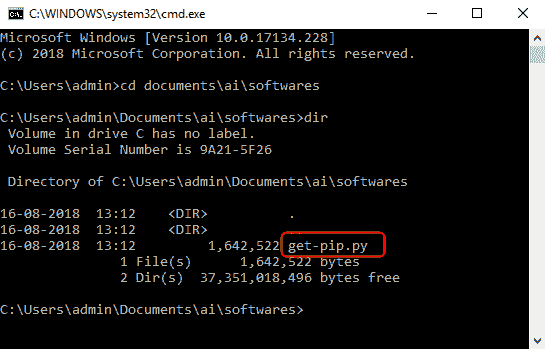 C:\WINDOWS\system32\cmd.exe
Microsoft Windows [Version 10.0.17134.228]
(c) 2018 Microsoft Corporation. All rights reserved.
C:\Users\admin>cd documents\ai\softwares
C:\Users\admin\Documents\ai\softwares>dir
Volume in drive C has no label.
Volume Serial Number is 9A21-5F26
Directory of C:\Users\admin\Documents\ai\softwares
16-08-2018  13:12    <DIR>          .
16-08-2018  13:12    <DIR>          ..
16-08-2018  13:12         1,642,522 get-pip.py
1 File(s)      1,642,522 bytes
2 Dir(s)  37,351,018,496 bytes free
C:\Users\admin\Documents\ai\softwares>